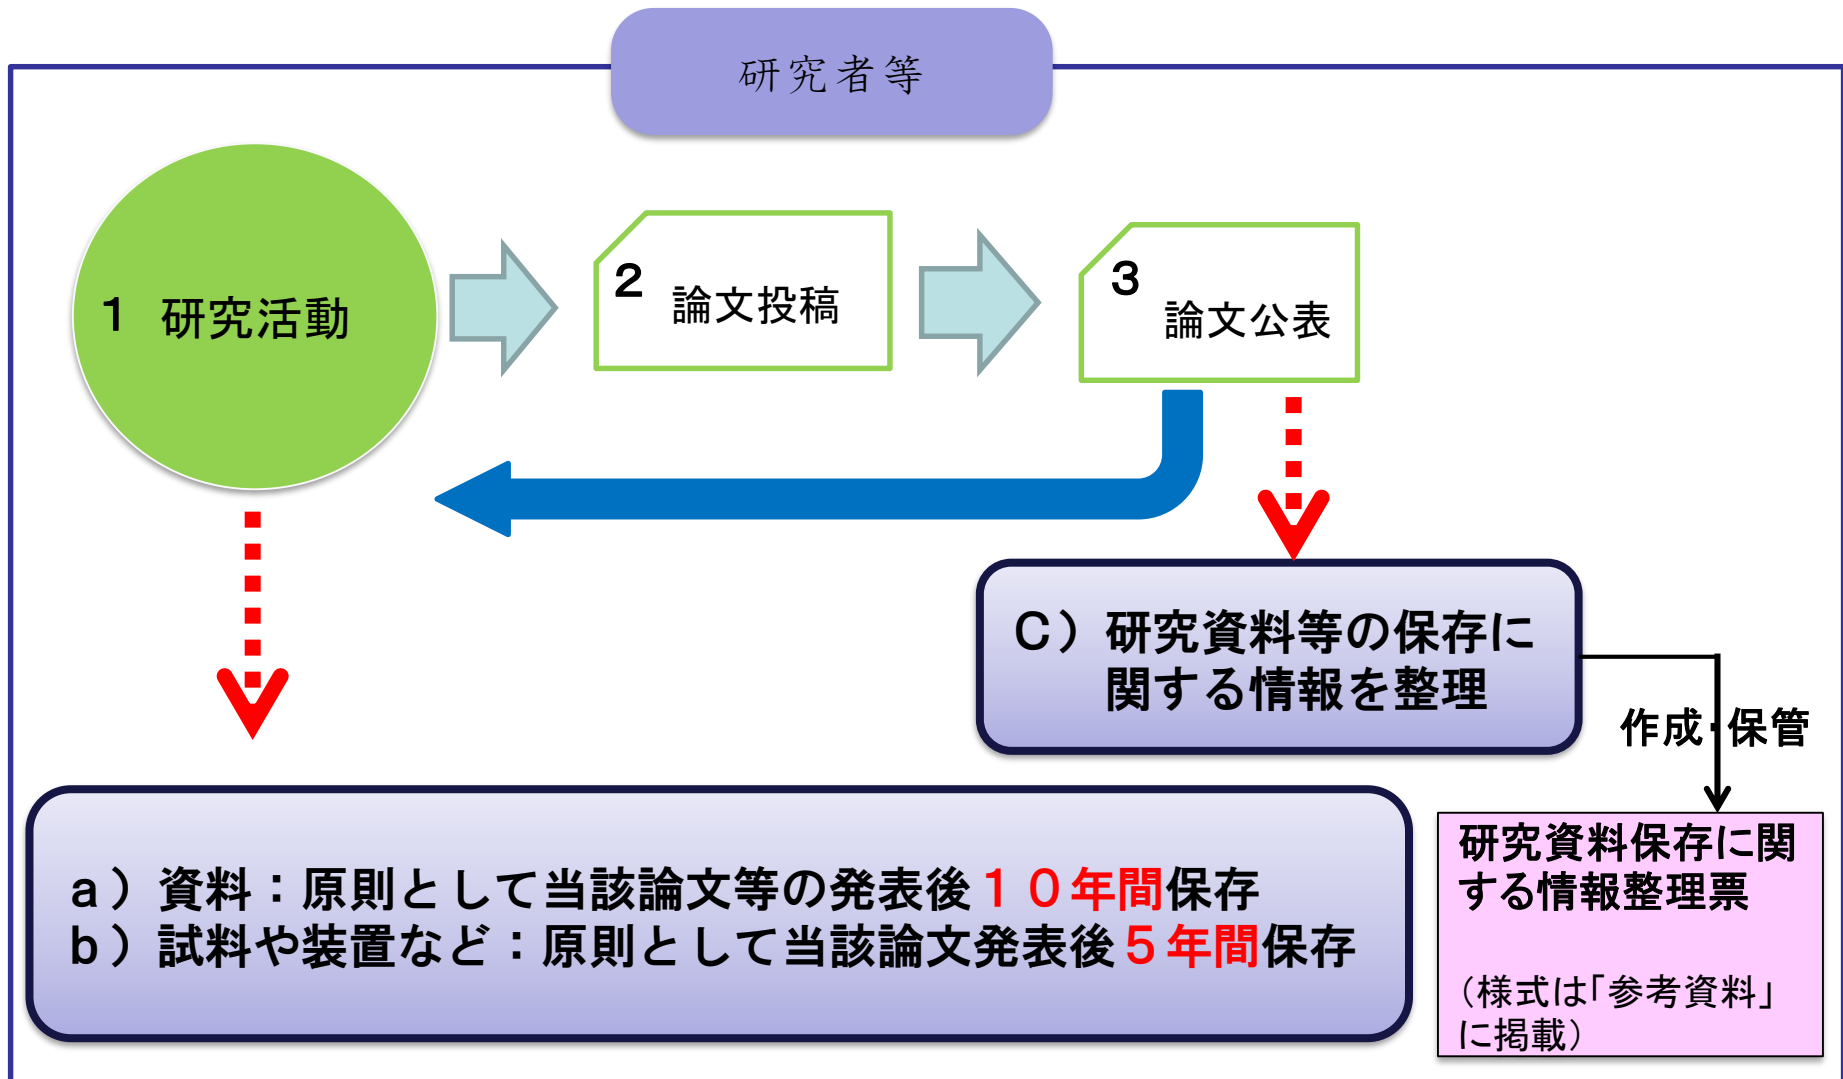 研究者等
1 研究活動
2 論文投稿
3 論文公表
C）研究資料等の保存に
関する情報を整理
作成・保管
a）資料：原則として当該論文等の発表後１０年間保存
b）試料や装置など：原則として当該論文発表後５年間保存
研究資料保存に関
する情報整理票
（様式は「参考資料」
に掲載）